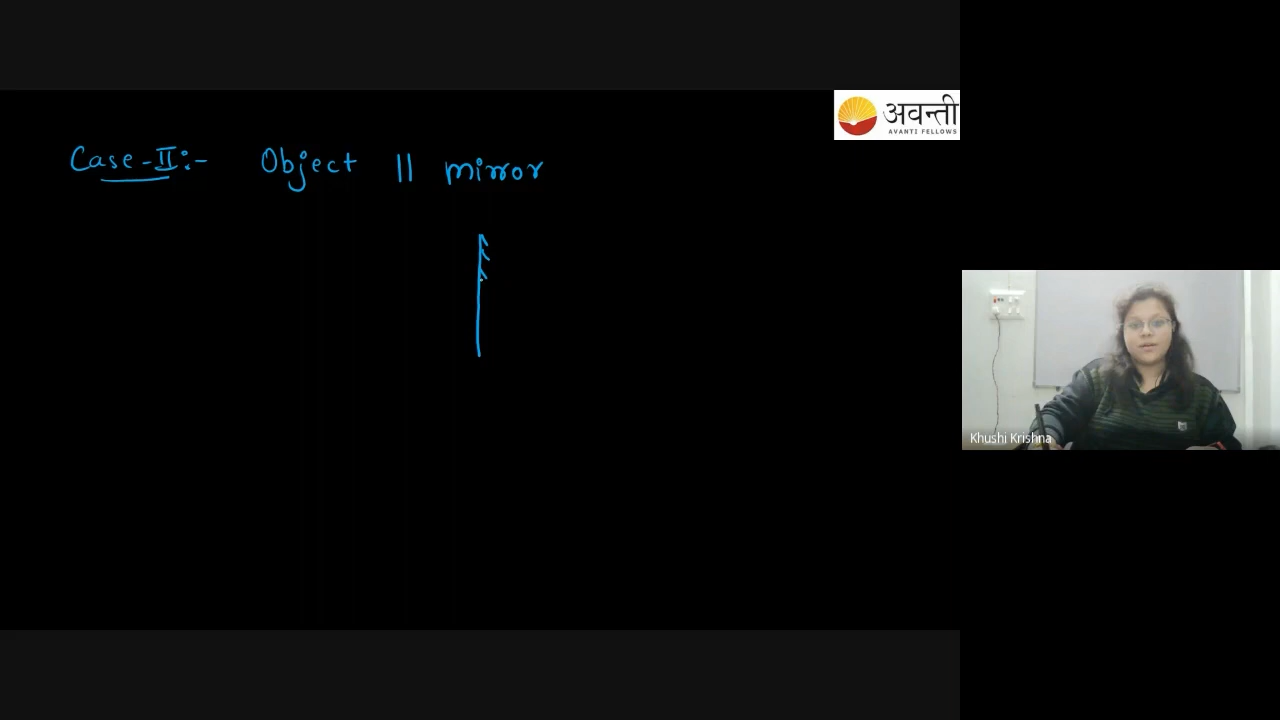 अवन्ती
AVANTI FELLOWS
Case-II:- Object || mirror
Khushi Krishna